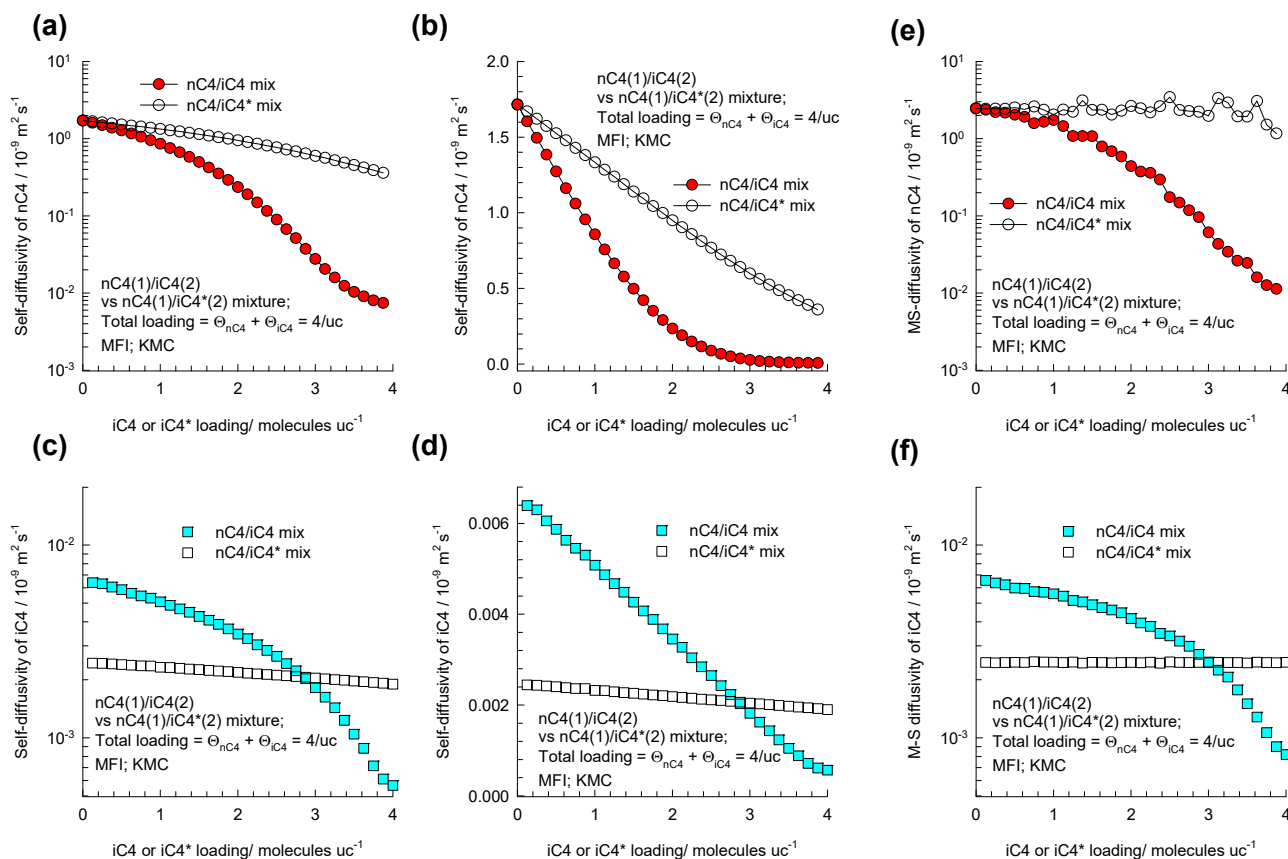 (a)
10¹
10⁰
10⁻¹
10⁻²
10⁻³
Self-diffusivity of nC4 / 10⁻⁹ m² s⁻¹
nC4/iC4 mix
nC4/iC4* mix
nC4(1)/iC4(2)
vs nC4(1)/iC4*(2) mixture;
Total loading = ΘnC4 + ΘiC4 = 4/uc
MFI; KMC
0 1 2 3 4
iC4 or iC4* loading/ molecules uc⁻¹
(b)
2.0
1.5
1.0
0.5
0.0
Self-diffusivity of nC4 / 10⁻⁹ m² s⁻¹
nC4(1)/iC4(2)
vs nC4(1)/iC4*(2) mixture;
Total loading = ΘnC4 + ΘiC4 = 4/uc
MFI; KMC
nC4/iC4 mix
nC4/iC4* mix
0 1 2 3 4
iC4 or iC4* loading/ molecules uc⁻¹
(e)
10¹
10⁰
10⁻¹
10⁻²
10⁻³
MS-diffusivity of nC4 / 10⁻⁹ m² s⁻¹
nC4/iC4 mix
nC4/iC4* mix
nC4(1)/iC4(2)
vs nC4(1)/iC4*(2) mixture;
Total loading = ΘnC4 + ΘiC4 = 4/uc
MFI; KMC
0 1 2 3 4
iC4 or iC4* loading/ molecules uc⁻¹
(c)
10⁻²
10⁻³
Self-diffusivity of iC4 / 10⁻⁹ m² s⁻¹
nC4/iC4 mix
nC4/iC4* mix
nC4(1)/iC4(2)
vs nC4(1)/iC4*(2) mixture;
Total loading = ΘnC4 + ΘiC4 = 4/uc
MFI; KMC
0 1 2 3 4
iC4 or iC4* loading/ molecules uc⁻¹
(d)
0.006
0.004
0.002
0.000
Self-diffusivity of iC4 / 10⁻⁹ m² s⁻¹
nC4/iC4 mix
nC4/iC4* mix
nC4(1)/iC4(2)
vs nC4(1)/iC4*(2) mixture;
Total loading = ΘnC4 + ΘiC4 = 4/uc
MFI; KMC
0 1 2 3 4
iC4 or iC4* loading/ molecules uc⁻¹
(f)
10⁻²
10⁻³
M-S diffusivity of iC4 / 10⁻⁹ m² s⁻¹
nC4/iC4 mix
nC4/iC4* mix
nC4(1)/iC4(2)
vs nC4(1)/iC4*(2) mixture;
Total loading = ΘnC4 + ΘiC4 = 4/uc
MFI; KMC
0 1 2 3 4
iC4 or iC4* loading/ molecules uc⁻¹